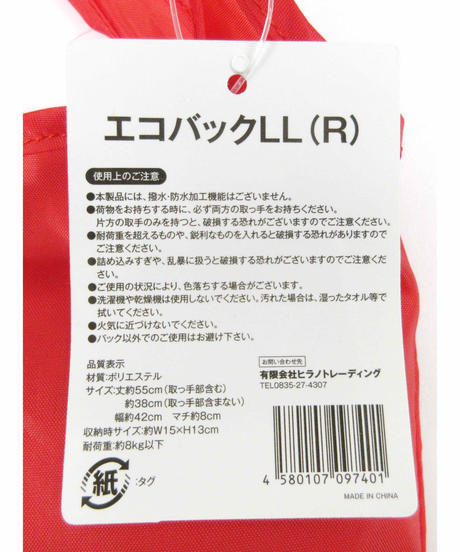 エコバックLL（R）
使用上のご注意
●本製品には、撥水・防水加工機能はございません。
●荷物をお持ちする時に、必ず両方の取っ手をお持ちください。
片方の取手のみを持つと、破損する恐れがございますのでご注意ください。
●耐荷重を超えるものや、鋭利なものを入れると破損する恐れがありますので
ご注意ください。
●詰め込みすぎや、乱暴に扱うと破損する恐れがございますのでご注意くだ
さい。
●ご使用の状況により、色落ちする場合がございます。
●洗濯機や乾燥機は使用しないでください。汚れた場合は、湿ったタオル等で
拭いてください。
●火気に近づけないでください。
●バック以外でのご使用はお避け下さい。
品質表示
材質：ポリエステル
サイズ：丈約55cm（取っ手部含む）
約38cm（取っ手部含まない）
幅約42cm マチ約8cm
収納時サイズ：約W15×H13cm
耐荷重：約8kg以下
紙
：タグ
お問い合わせ先
有限会社ヒラノトレーディング
TEL0835-27-4307
4 580107 097401
MADE IN CHINA